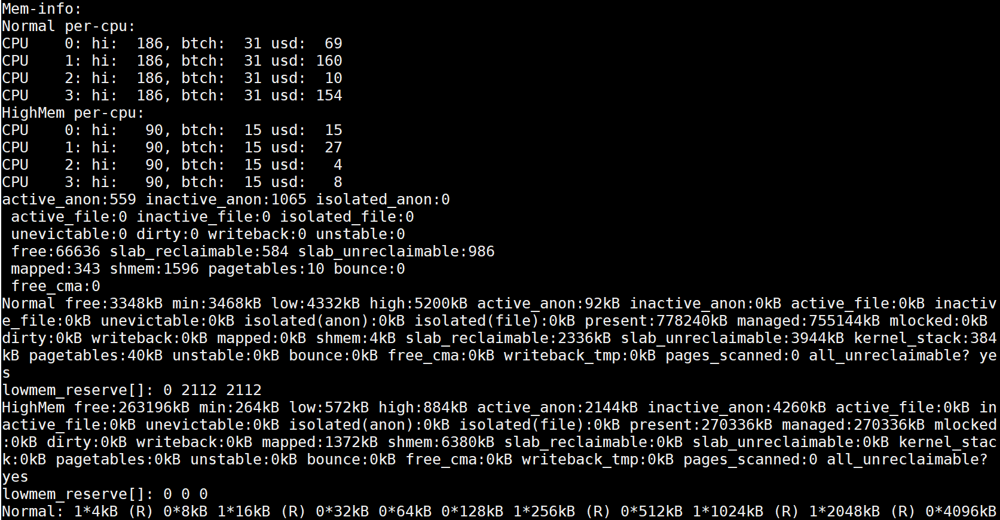 Mem-info:
Normal per-cpu:
CPU    0: hi:  186, btch:  31 usd:  69
CPU    1: hi:  186, btch:  31 usd: 160
CPU    2: hi:  186, btch:  31 usd:  10
CPU    3: hi:  186, btch:  31 usd: 154
HighMem per-cpu:
CPU    0: hi:   90, btch:  15 usd:  15
CPU    1: hi:   90, btch:  15 usd:  27
CPU    2: hi:   90, btch:  15 usd:   4
CPU    3: hi:   90, btch:  15 usd:   8
active_anon:559 inactive_anon:1065 isolated_anon:0
 active_file:0 inactive_file:0 isolated_file:0
 unevictable:0 dirty:0 writeback:0 unstable:0
 free:66636 slab_reclaimable:584 slab_unreclaimable:986
 mapped:343 shmem:1596 pagetables:10 bounce:0
 free_cma:0
Normal free:3348kB min:3468kB low:4332kB high:5200kB active_anon:92kB inactive_anon:0kB active_file:0kB inactiv
e_file:0kB unevictable:0kB isolated(anon):0kB isolated(file):0kB present:778240kB managed:755144kB mlocked:0kB
dirty:0kB writeback:0kB mapped:0kB shmem:4kB slab_reclaimable:2336kB slab_unreclaimable:3944kB kernel_stack:384
kB pagetables:40kB unstable:0kB bounce:0kB free_cma:0kB writeback_tmp:0kB pages_scanned:0 all_unreclaimable? ye
s
lowmem_reserve[]: 0 2112 2112
HighMem free:263196kB min:264kB low:572kB high:884kB active_anon:2144kB inactive_anon:4260kB active_file:0kB in
active_file:0kB unevictable:0kB isolated(anon):0kB isolated(file):0kB present:270336kB managed:270336kB mlocked
:0kB dirty:0kB writeback:0kB mapped:1372kB shmem:6380kB slab_reclaimable:0kB slab_unreclaimable:0kB kernel_stac
k:0kB pagetables:0kB unstable:0kB bounce:0kB free_cma:0kB writeback_tmp:0kB pages_scanned:0 all_unreclaimable?
yes
lowmem_reserve[]: 0 0 0
Normal: 1*4kB (R) 0*8kB 1*16kB (R) 0*32kB 0*64kB 0*128kB 1*256kB (R) 0*512kB 1*1024kB (R) 1*2048kB (R) 0*4096kB